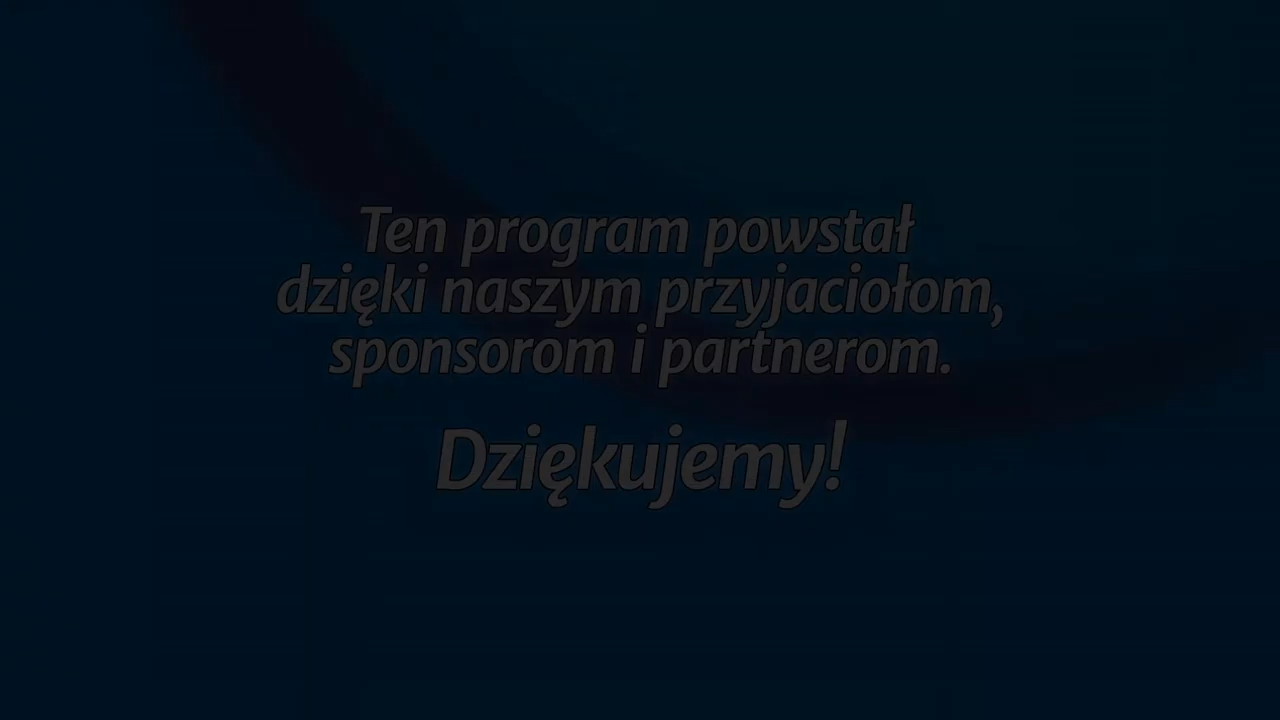 Ten program powstał
dzięki naszym przyjaciołom,
sponsorom i partnerom.
Dziękujemy!